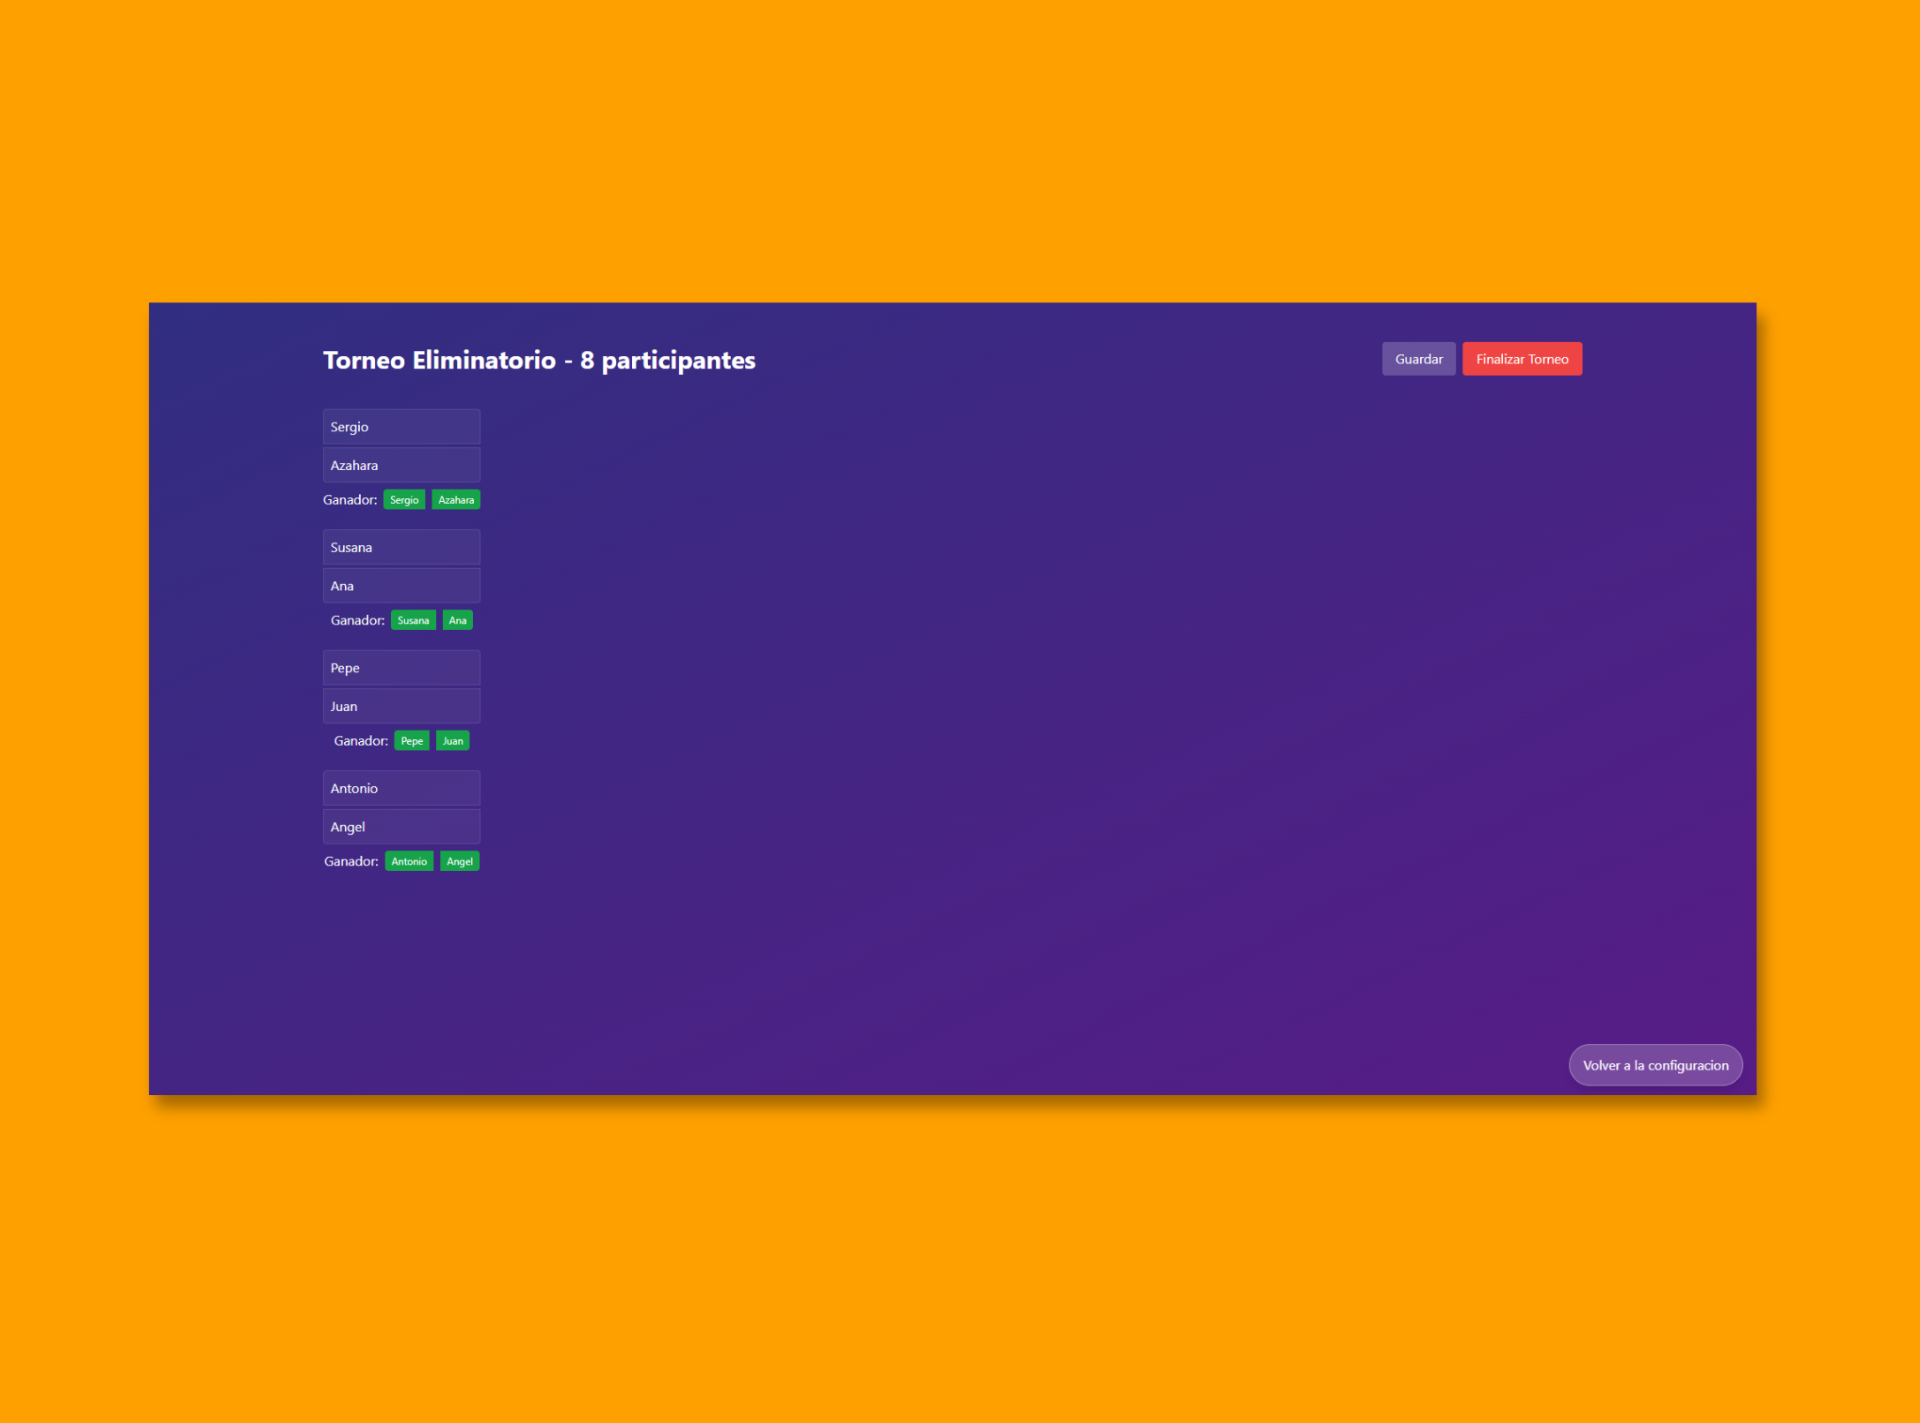 Torneo Eliminatorio - 8 participantes
Guardar
Finalizar Torneo
Sergio
Azahara
Ganador: Sergio Azahara
Susana
Ana
Ganador: Susana Ana
Pepe
Juan
Ganador: Pepe Juan
Antonio
Angel
Ganador: Antonio Angel
Volver a la configuracion